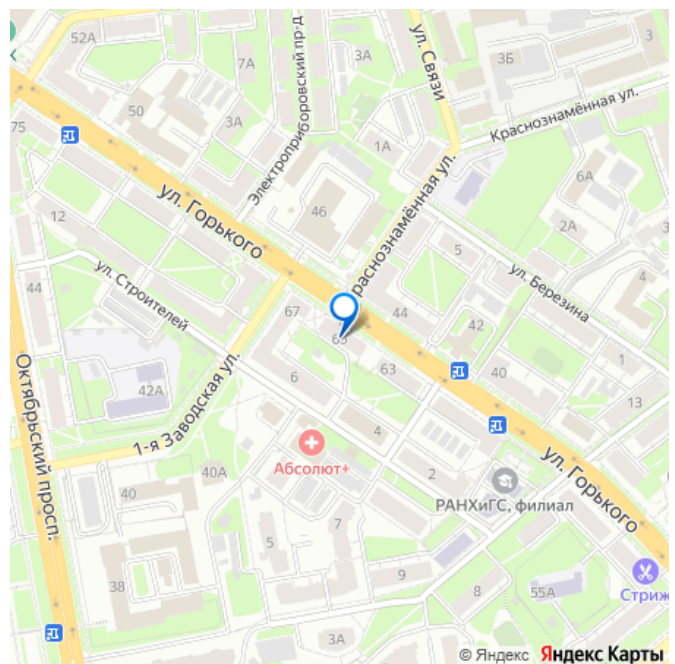 52А
7А
3А
ул. Связи
3Б
3
50
3А
Электроприборовский пр-д
Краснознамённая ул.
75
1А
6А
12
ул. Горького
46
Краснознамённая ул.
5
2А
4
44
ул. Строителей
67
65
44
ул. Березина
42
63
40
1
42А
6
13
Октябрьский просп.
1-я Заводская ул.
4
40А
Абсолют+
2
ул. Горького
40
РАНХиГС, филиал
7
5
38
9
8
55А
Стриж
3А
© Яндекс Яндекс Карты